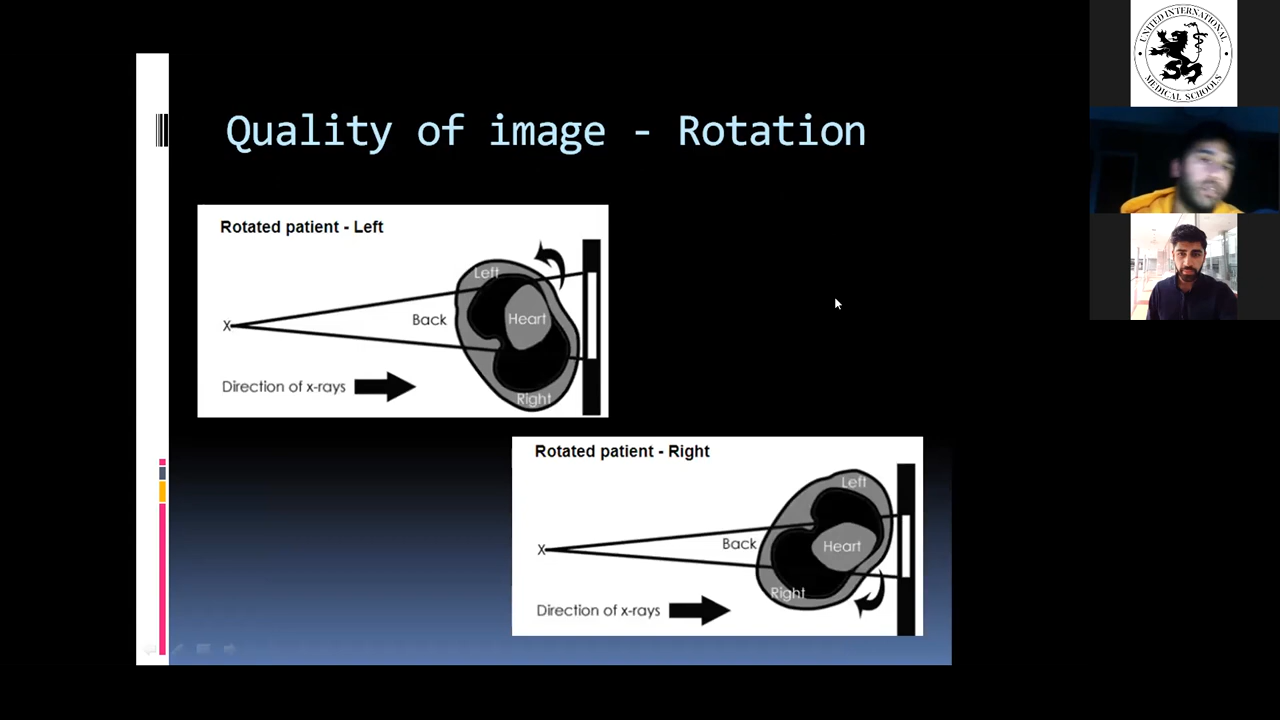 Quality of image - Rotation
Rotated patient - Left
Left
Heart
Back
X
Direction of x-rays
Right
Rotated patient - Right
Left
Heart
Back
X
Right
Direction of x-rays
UNITED INTERNATIONAL
MEDICAL SCHOOLS